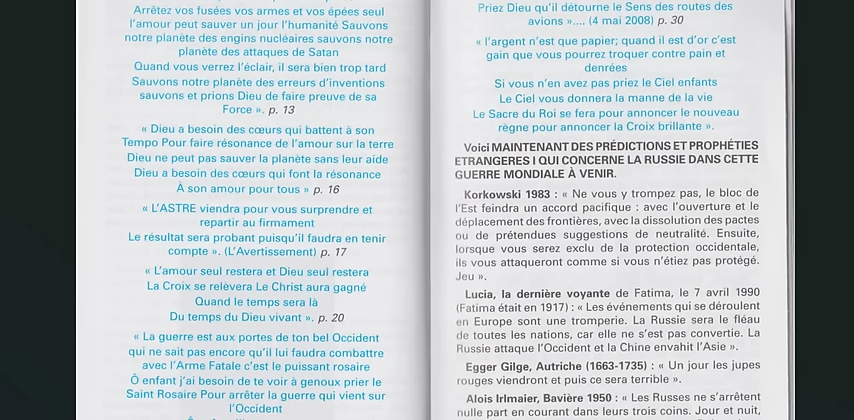 Arrêtez vos fusées vos armes et vos épées seul
l'amour peut sauver un jour l'humanité Sauvons
notre planète des engins nucléaires sauvons notre
planète des attaques de Satan
Quand vous verrez l'éclair, il sera bien trop tard
Sauvons notre planète des erreurs d'inventions
sauvons et prions Dieu de faire preuve de sa
Force ». p. 13
« Dieu a besoin des cœurs qui battent à son
Tempo Pour faire résonance de l'amour sur la terre
Dieu ne peut pas sauver la planète sans leur aide
Dieu a besoin des cœurs qui font la résonance
À son amour pour tous » p. 16
« L'ASTRE viendra pour vous surprendre et
repartir au firmament
Le résultat sera probant puisqu'il faudra en tenir
compte ». (L'Avertissement) p. 17
« L'amour seul restera et Dieu seul restera
La Croix se relèvera Le Christ aura gagné
Quand le temps sera là
Du temps du Dieu vivant ». p. 20
« La guerre est aux portes de ton bel Occident
qui ne sait pas encore qu'il lui faudra combattre
avec l'Arme Fatale c'est le puissant rosaire
Ô enfant j'ai besoin de te voir à genoux prier le
Saint Rosaire Pour arrêter la guerre qui vient sur
l'Occident
Priez Dieu qu'il détourne le Sens des routes des
avions ».... (4 mai 2008) p. 30
« l'argent n'est que papier; quand il est d'or c'est
gain que vous pourrez troquer contre pain et
denrées
Si vous n'en avez pas priez le Ciel enfants
Le Ciel vous donnera la manne de la vie
Le Sacre du Roi se fera pour annoncer le nouveau
règne pour annoncer la Croix brillante ».
Voici MAINTENANT DES PRÉDICTIONS ET PROPHÉTIES
ETRANGERES I QUI CONCERNE LA RUSSIE DANS CETTE
GUERRE MONDIALE À VENIR.
Korkowski 1983 : « Ne vous y trompez pas, le bloc de
l'Est feindra un accord pacifique : avec l'ouverture et le
déplacement des frontières, avec la dissolution des pactes
ou de prétendues suggestions de neutralité. Ensuite,
lorsque vous serez exclu de la protection occidentale,
ils vous attaqueront comme si vous n'étiez pas protégé.
Jeu ».
Lucia, la dernière voyante de Fatima, le 7 avril 1990
(Fatima était en 1917) : « Les événements qui se déroulent
en Europe sont une tromperie. La Russie sera le fléau
de toutes les nations, car elle ne s'est pas convertie. La
Russie attaque l'Occident et la Chine envahit l'Asie ».
Egger Gilge, Autriche (1663-1735) : « Un jour les jupes
rouges viendront et puis ce sera terrible ».
Alois Irlmaier, Bavière 1950 : « Les Russes ne s'arrêtent
nulle part en courant dans leurs trois coins. Jour et nuit,